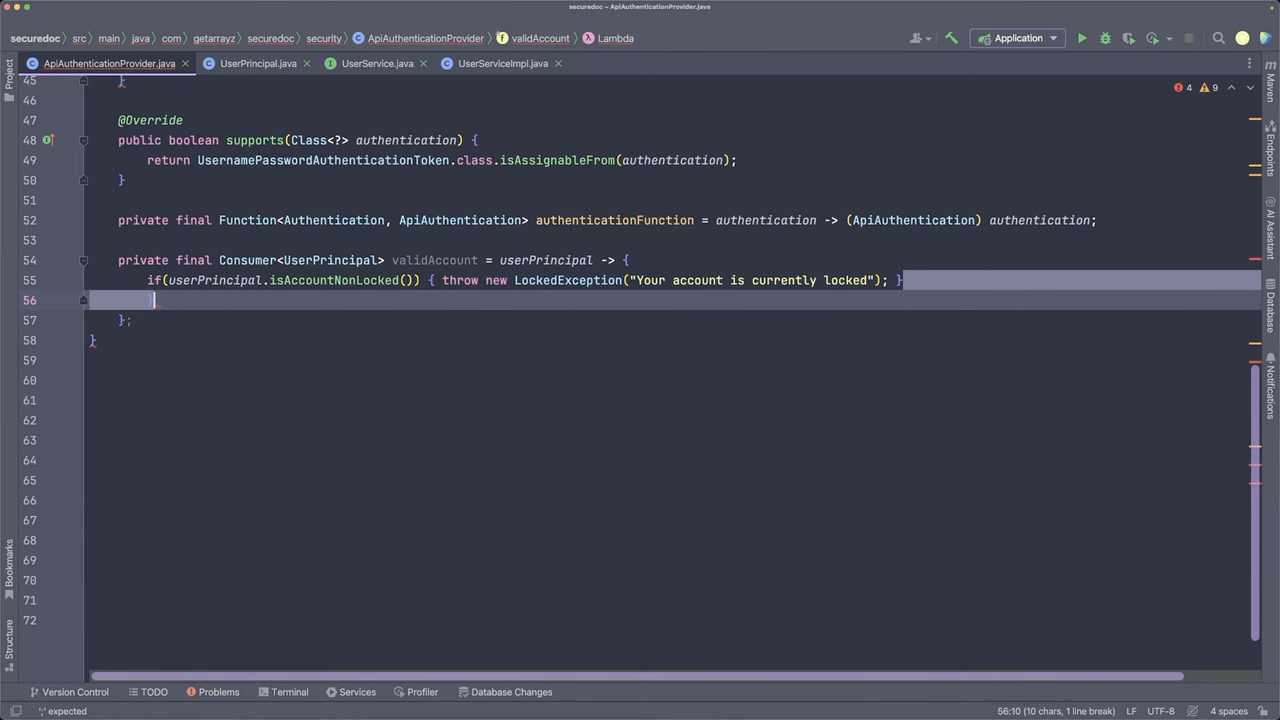 securedoc – ApiAuthenticationProvider.java
securedoc src main java com getarrayz securedoc security ApiAuthenticationProvider validAccount Lambda Application
Project
ApiAuthenticationProvider.java UserPrincipal.java UserService.java UserServiceImpl.java
4 9
45 }
46
47 @Override
48 public boolean supports(Class<?> authentication) {
49 return UsernamePasswordAuthenticationToken.class.isAssignableFrom(authentication);
50 }
51
52 private final Function<Authentication, ApiAuthentication> authenticationFunction = authentication -> (ApiAuthentication) authentication;
53
54 private final Consumer<UserPrincipal> validAccount = userPrincipal -> {
55 if(userPrincipal.isAccountNonLocked()) { throw new LockedException("Your account is currently locked"); }
56 }
57 };
58 }
59
60
61
62
63
64
65
66
67
68
69
70
71
72
Maven
Endpoints
AI Assistant
Database
Notifications
Bookmarks
Structure
Version Control TODO Problems Terminal Services Profiler Database Changes
';' expected 56:10 (10 chars, 1 line break) LF UTF-8 4 spaces